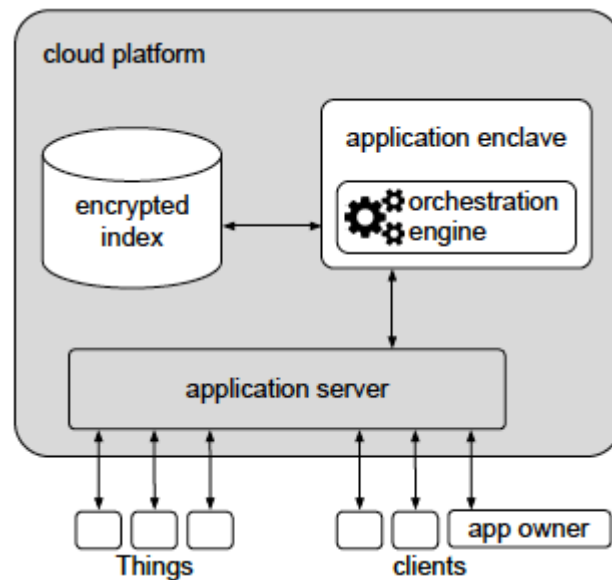 cloud platform
application enclave
encrypted
index
orchestration
engine
application server
app owner
Things
clients